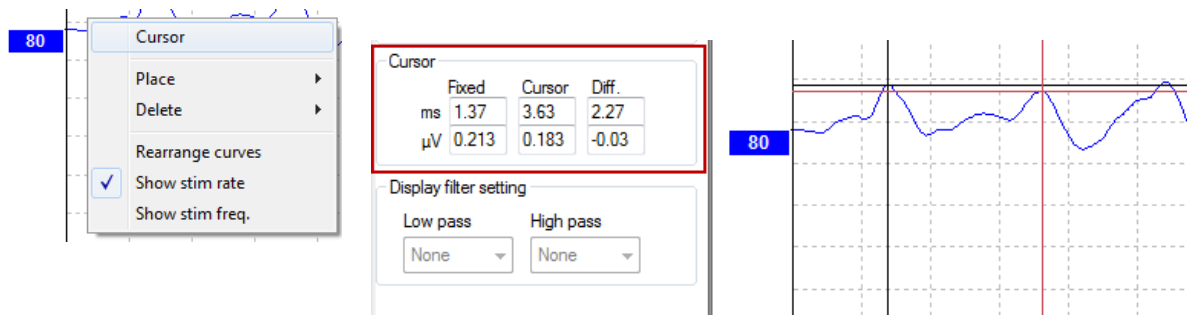 80
Cursor
Place
Delete
Rearrange curves
Show stim rate
Show stim freq.
Cursor
Fixed Cursor Diff.
ms 1.37 3.63 2.27
µV 0.213 0.183 -0.03
Display filter setting
Low pass High pass
None None
80